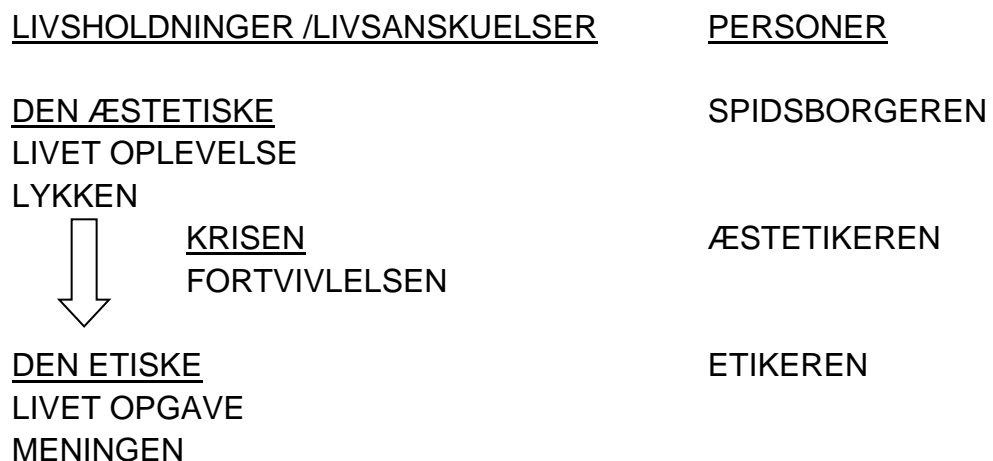 LIVSHOLDNINGER /LIVSANSKUELSER PERSONER
DEN ÆSTETISKE SPIDSBORGEREN
LIVET OPLEVELSE
LYKKEN
KRISEN ÆSTETIKEREN
FORTVIVLELSEN
DEN ETISKE ETIKEREN
LIVET OPGAVE
MENINGEN